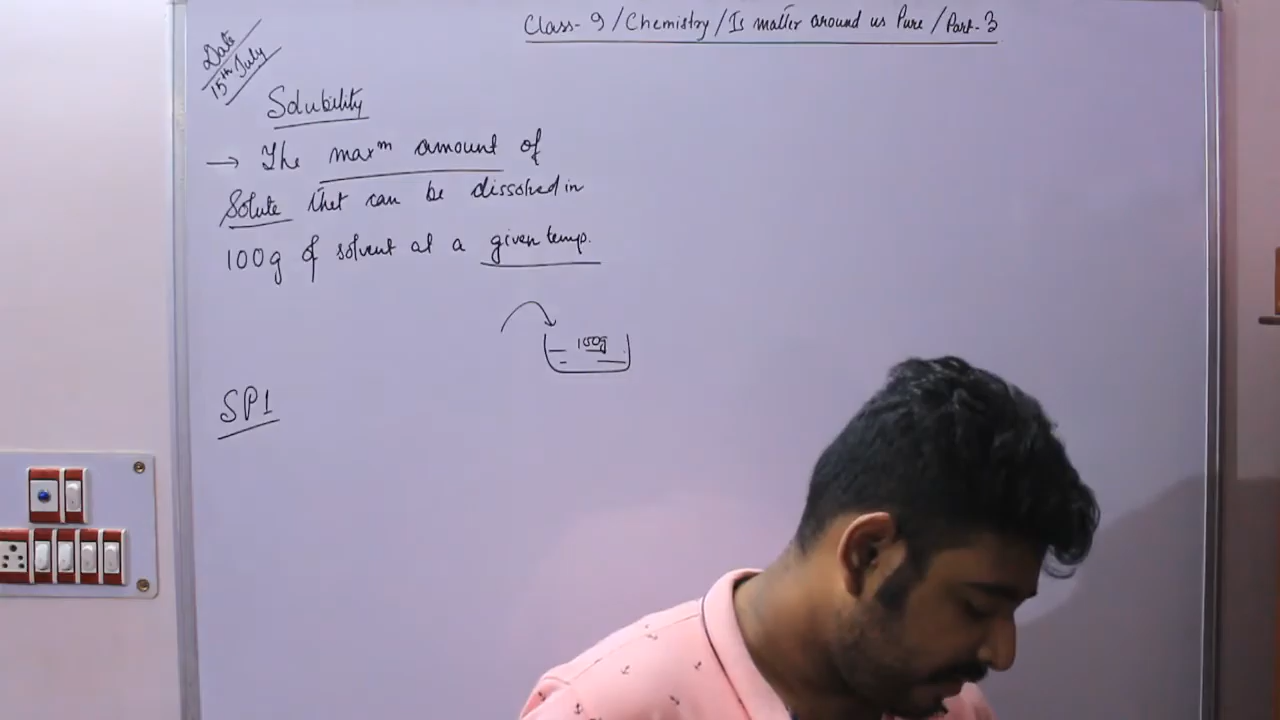 Class-9/Chemistry/Is matter around us Pure/Part-3
Date
15th July
Solubility
→ The maxm amount of
Solute that can be dissolved in
100g of solvent at a given temp.
100g
SP1